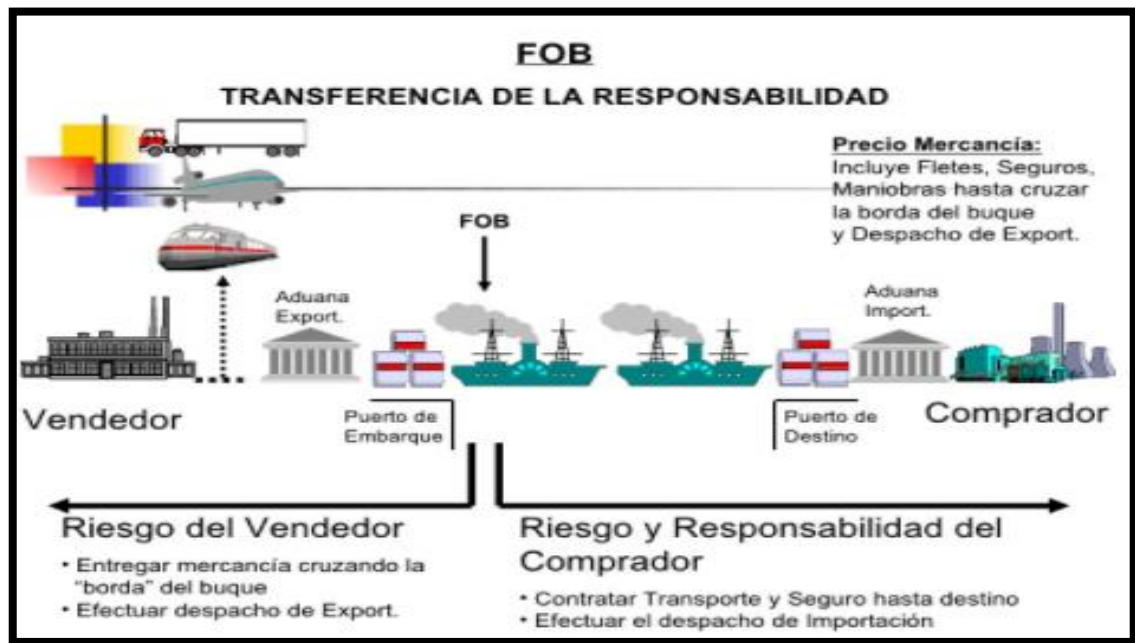 FOB
TRANSFERENCIA DE LA RESPONSABILIDAD
Precio Mercancía:
Incluye Fletes, Seguros,
Maniobras hasta cruzar
la borda del buque
y Despacho de Export.
FOB
Aduana
Export.
Aduana
Import.
Vendedor
Puerto de
Embarque
Puerto de
Destino
Comprador
Riesgo del Vendedor
• Entregar mercancía cruzando la
"borda" del buque
• Efectuar despacho de Export.
Riesgo y Responsabilidad del
Comprador
• Contratar Transporte y Seguro hasta destino
• Efectuar el despacho de Importación